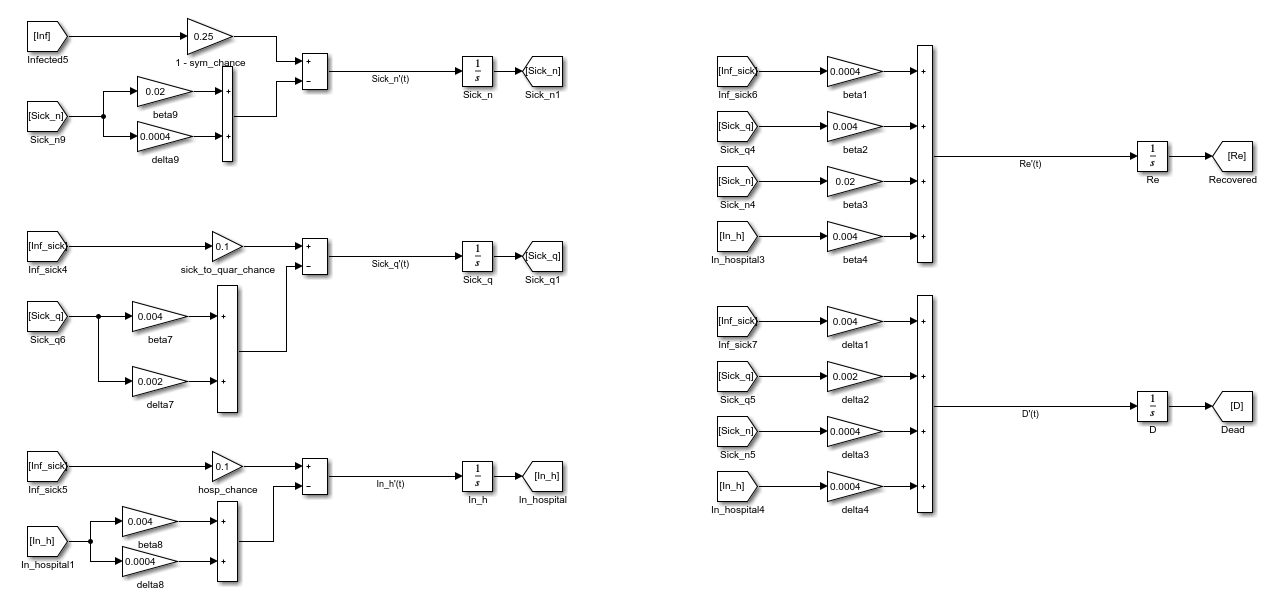 [Inf]
Infected5
0.25
1 - sym_chance
+
−
Sick_n'(t)
1
s
Sick_n
[Sick_n]
Sick_n1
[Sick_n]
Sick_n9
0.02
beta9
0.0004
delta9
+
+
[Inf_sick]
Inf_sick4
0.1
sick_to_quar_chance
+
−
Sick_q'(t)
1
s
Sick_q
[Sick_q]
Sick_q1
[Sick_q]
Sick_q6
0.004
beta7
0.002
delta7
+
+
[Inf_sick]
Inf_sick5
0.1
hosp_chance
+
−
In_h'(t)
1
s
In_h
[In_h]
In_hospital
[In_h]
In_hospital1
0.004
beta8
0.0004
delta8
+
+
[Inf_sick]
Inf_sick6
0.0004
beta1
+
[Sick_q]
Sick_q4
0.004
beta2
+
[Sick_n]
Sick_n4
0.02
beta3
+
[In_h]
In_hospital3
0.004
beta4
+
Re'(t)
1
s
Re
[Re]
Recovered
[Inf_sick]
Inf_sick7
0.004
delta1
+
[Sick_q]
Sick_q5
0.002
delta2
+
[Sick_n]
Sick_n5
0.0004
delta3
+
[In_h]
In_hospital4
0.0004
delta4
+
D'(t)
1
s
D
[D]
Dead